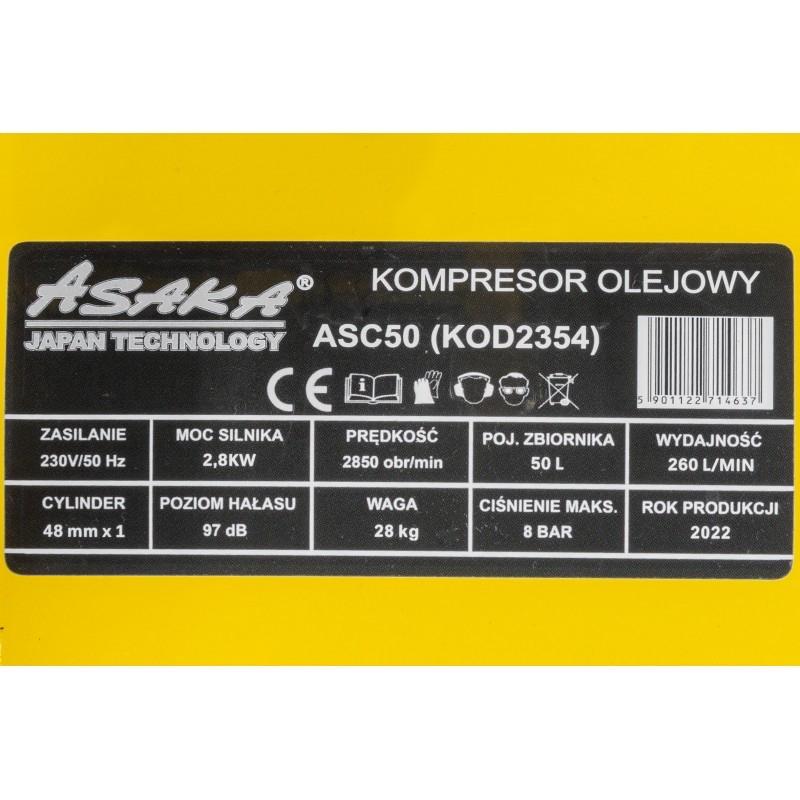 ASAKA®
JAPAN TECHNOLOGY
KOMPRESOR OLEJOWY
ASC50 (KOD2354)
CE
i
5 901122 714637
ZASILANIE
230V/50 Hz
MOC SILNIKA
2,8KW
PRĘDKOŚĆ
2850 obr/min
POJ. ZBIORNIKA
50 L
WYDAJNOŚĆ
260 L/MIN
CYLINDER
48 mm x 1
POZIOM HAŁASU
97 dB
WAGA
28 kg
CIŚNIENIE MAKS.
8 BAR
ROK PRODUKCJI
2022